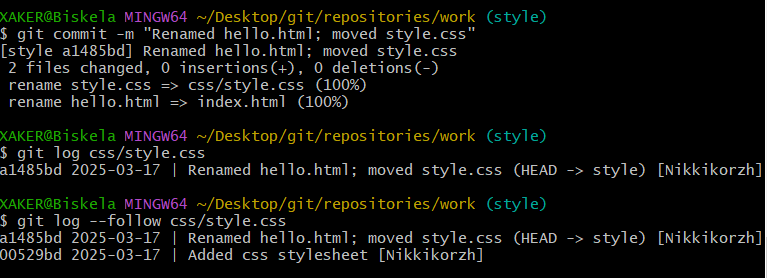 XAKER@Biskela MINGW64 ~/Desktop/git/repositories/work (style)
$ git commit -m "Renamed hello.html; moved style.css"
[style a1485bd] Renamed hello.html; moved style.css
 2 files changed, 0 insertions(+), 0 deletions(-)
 rename style.css => css/style.css (100%)
 rename hello.html => index.html (100%)
XAKER@Biskela MINGW64 ~/Desktop/git/repositories/work (style)
$ git log css/style.css
a1485bd 2025-03-17 | Renamed hello.html; moved style.css (HEAD -> style) [Nikkikorzh]
XAKER@Biskela MINGW64 ~/Desktop/git/repositories/work (style)
$ git log --follow css/style.css
a1485bd 2025-03-17 | Renamed hello.html; moved style.css (HEAD -> style) [Nikkikorzh]
00529bd 2025-03-17 | Added css stylesheet [Nikkikorzh]